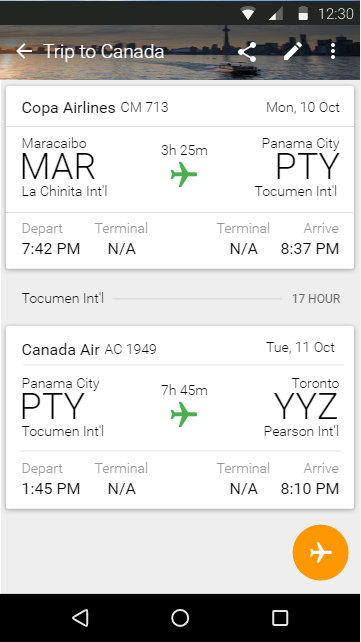 12:30
Trip to Canada
Copa Airlines CM 713 Mon, 10 Oct
Maracaibo 3h 25m Panama City
MAR PTY
La Chinita Int'l Tocumen Int'l
Depart Terminal Terminal Arrive
7:42 PM N/A N/A 8:37 PM
Tocumen Int'l 17 HOUR
Canada Air AC 1949 Tue, 11 Oct
Panama City 7h 45m Toronto
PTY YYZ
Tocumen Int'l Pearson Int'l
Depart Terminal Terminal Arrive
1:45 PM N/A N/A 8:10 PM